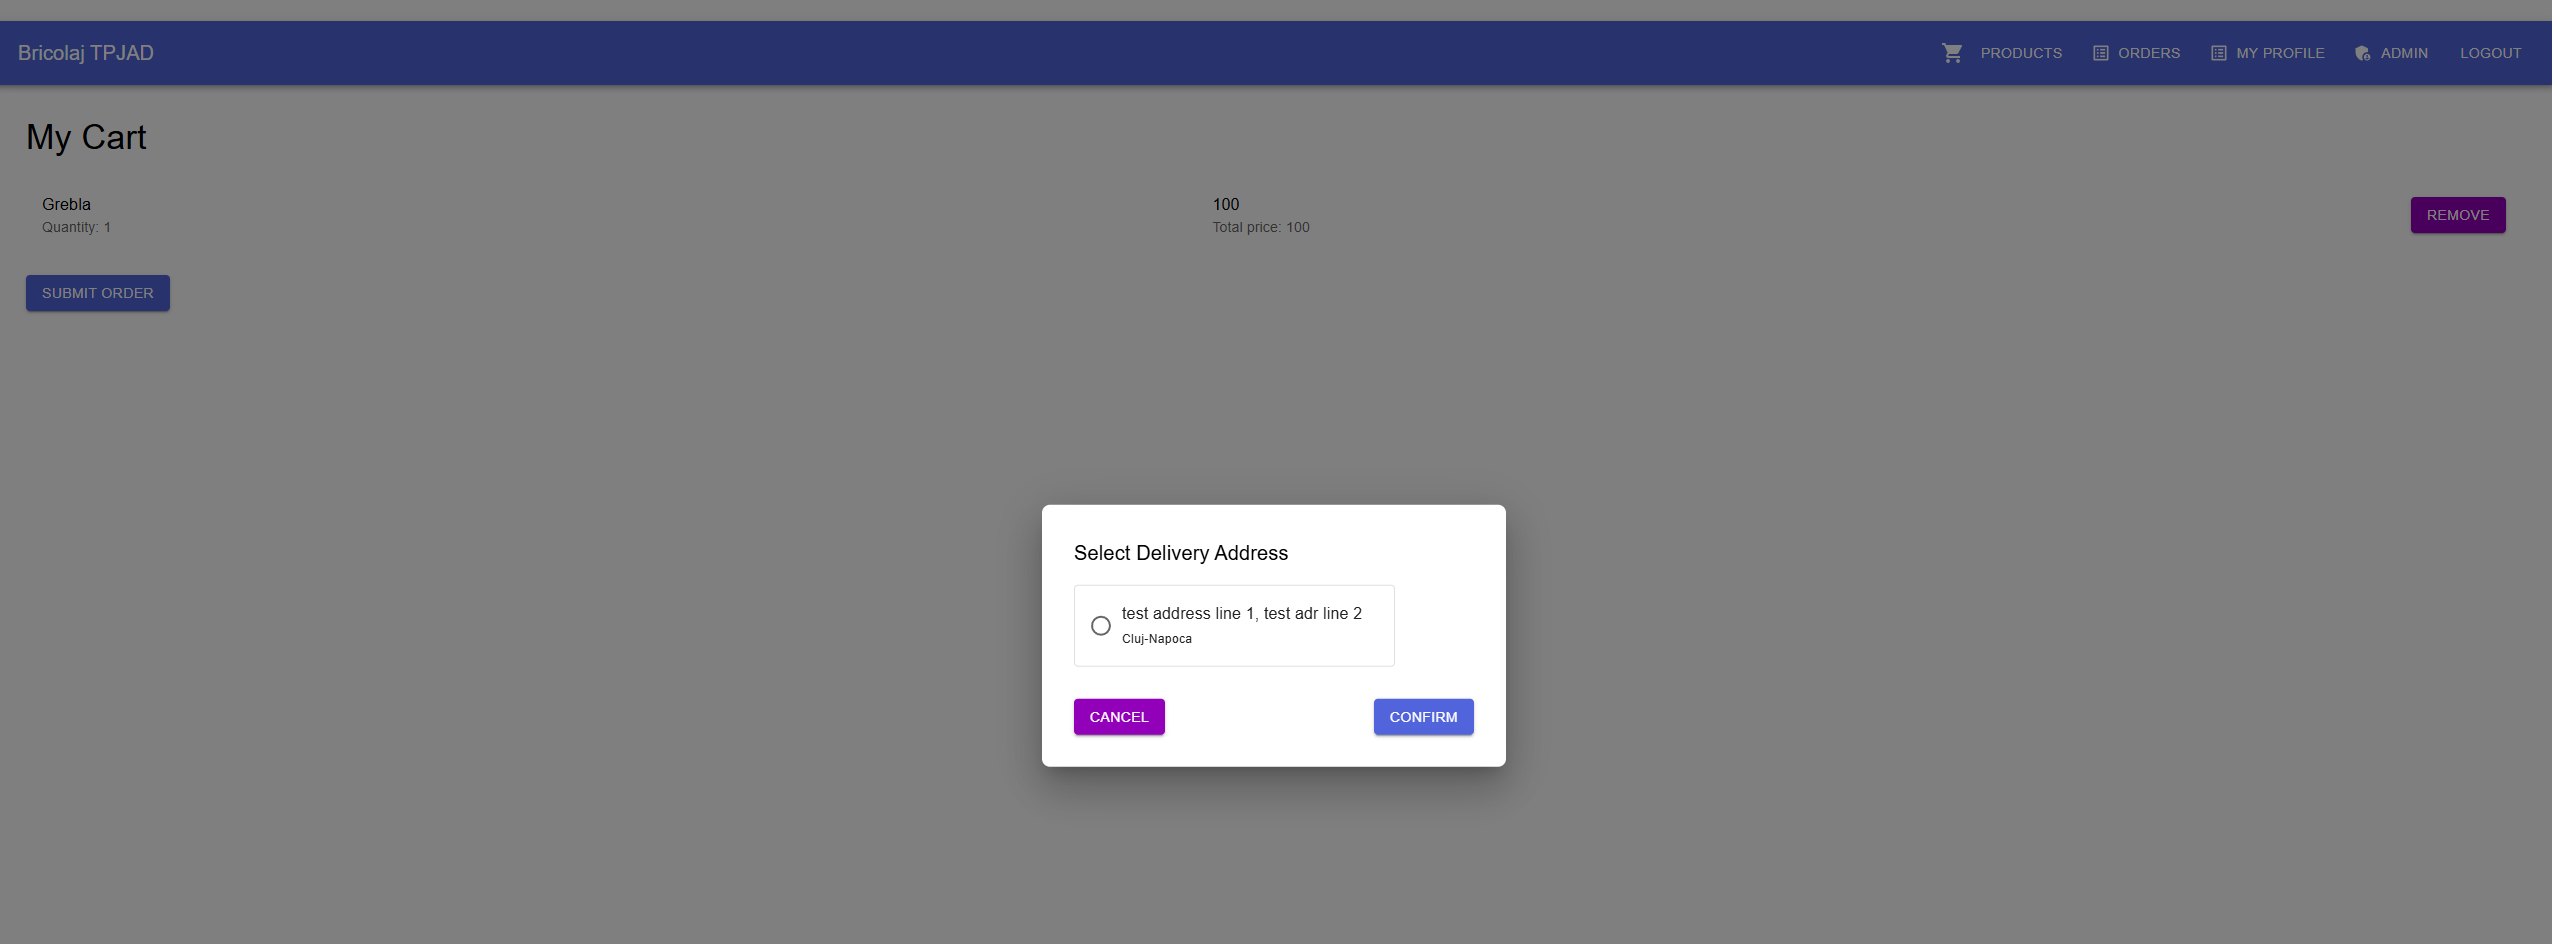 Bricolaj TPJAD
PRODUCTS
ORDERS
MY PROFILE
ADMIN
LOGOUT
My Cart
Grebla
Quantity: 1
100
Total price: 100
REMOVE
SUBMIT ORDER
Select Delivery Address
test address line 1, test adr line 2
Cluj-Napoca
CANCEL
CONFIRM